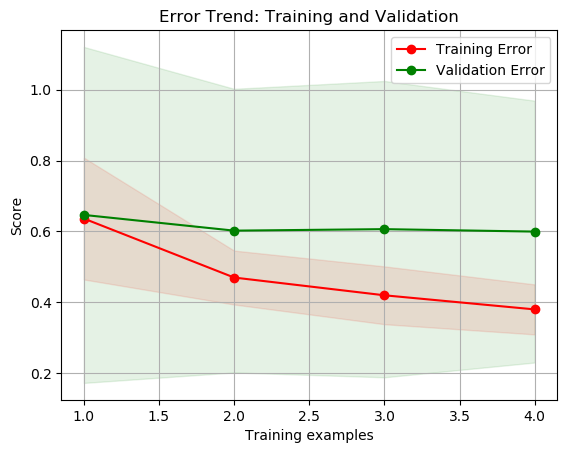 Error Trend: Training and Validation
Training Error
Validation Error
Score
1.0
0.8
0.6
0.4
0.2
1.0 1.5 2.0 2.5 3.0 3.5 4.0
Training examples